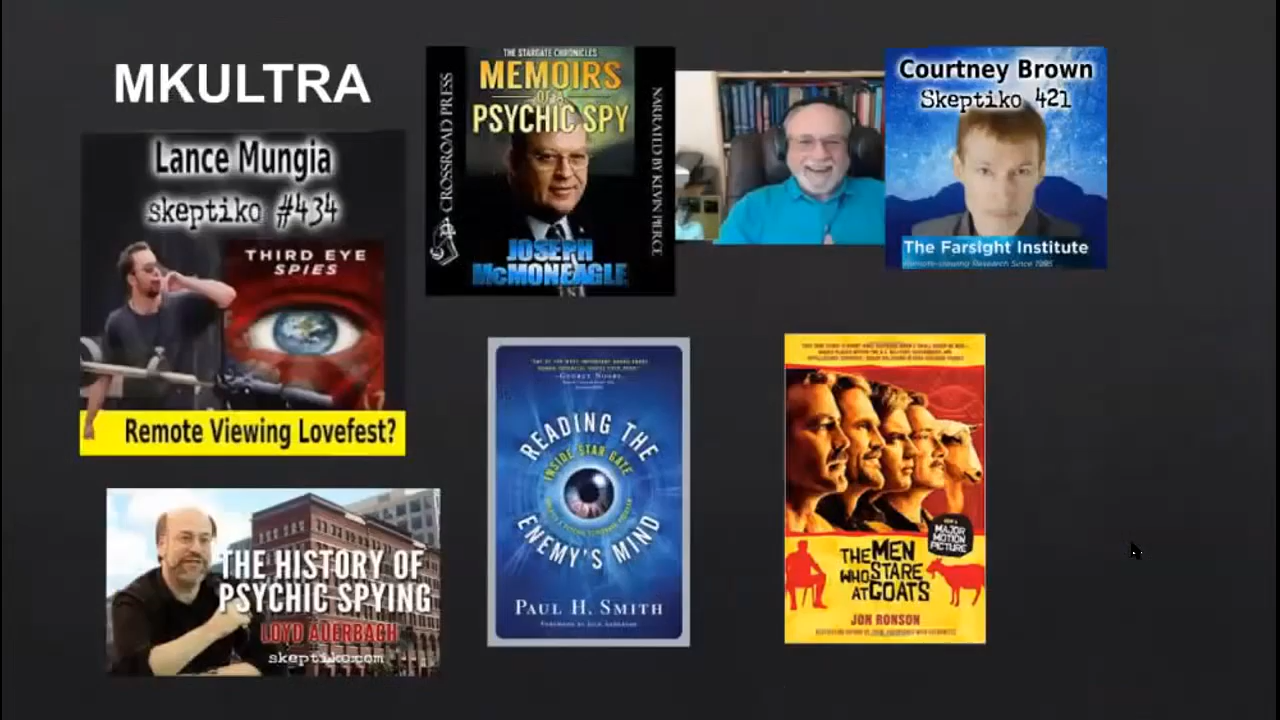 MKULTRA
Lance Mungia
skeptiko #434
THIRD EYE
SPIES
Remote Viewing Lovefest?
THE STARGATE CHRONICLES
MEMOIRS
OF A
PSYCHIC SPY
CROSSROAD PRESS
NARRATED BY KEVIN PIERCE
JOSEPH
McMONEAGLE
Courtney Brown
Skeptiko 421
The Farsight Institute
Remote-viewing Research Since 1995
THE HISTORY OF
PSYCHIC SPYING
LOYD AUERBACH
skeptiko.com
READING THE
INSIDE STAR GATE
ENEMY'S MIND
PAUL H. SMITH
NOW A
MAJOR
MOTION
PICTURE
THE MEN
WHO STARE
AT GOATS
JON RONSON